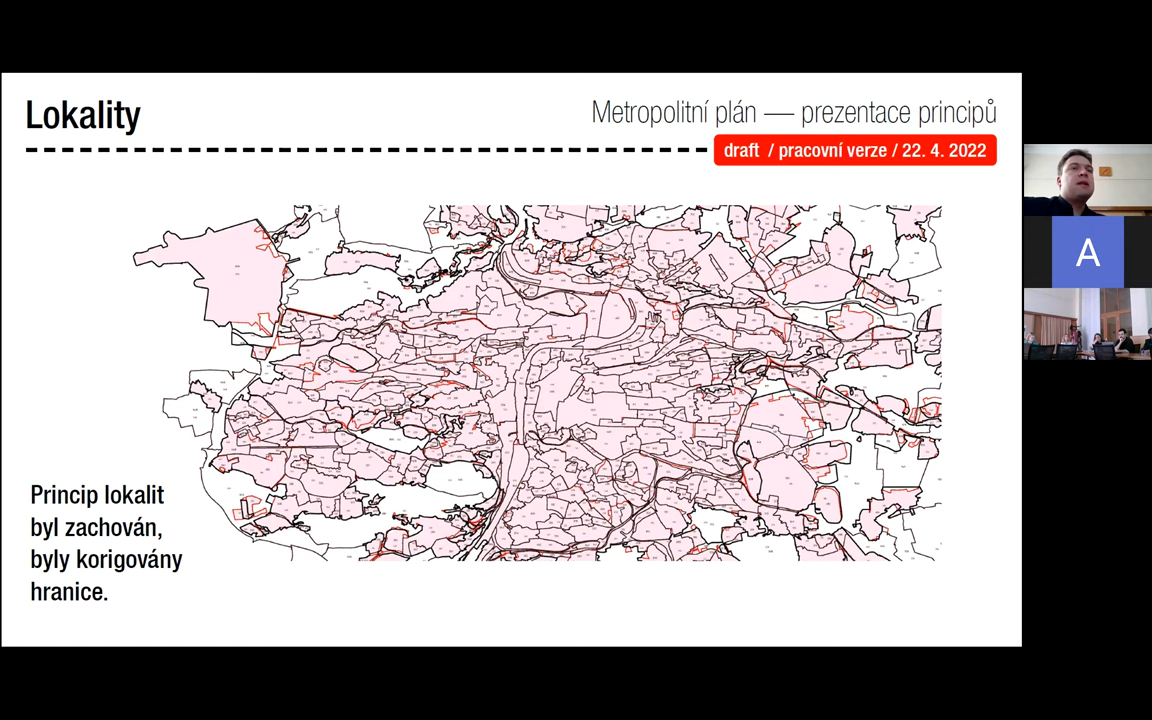 Lokality
Metropolitní plán — prezentace principů
draft / pracovní verze / 22. 4. 2022
Princip lokalit
byl zachován,
byly korigovány
hranice.
A